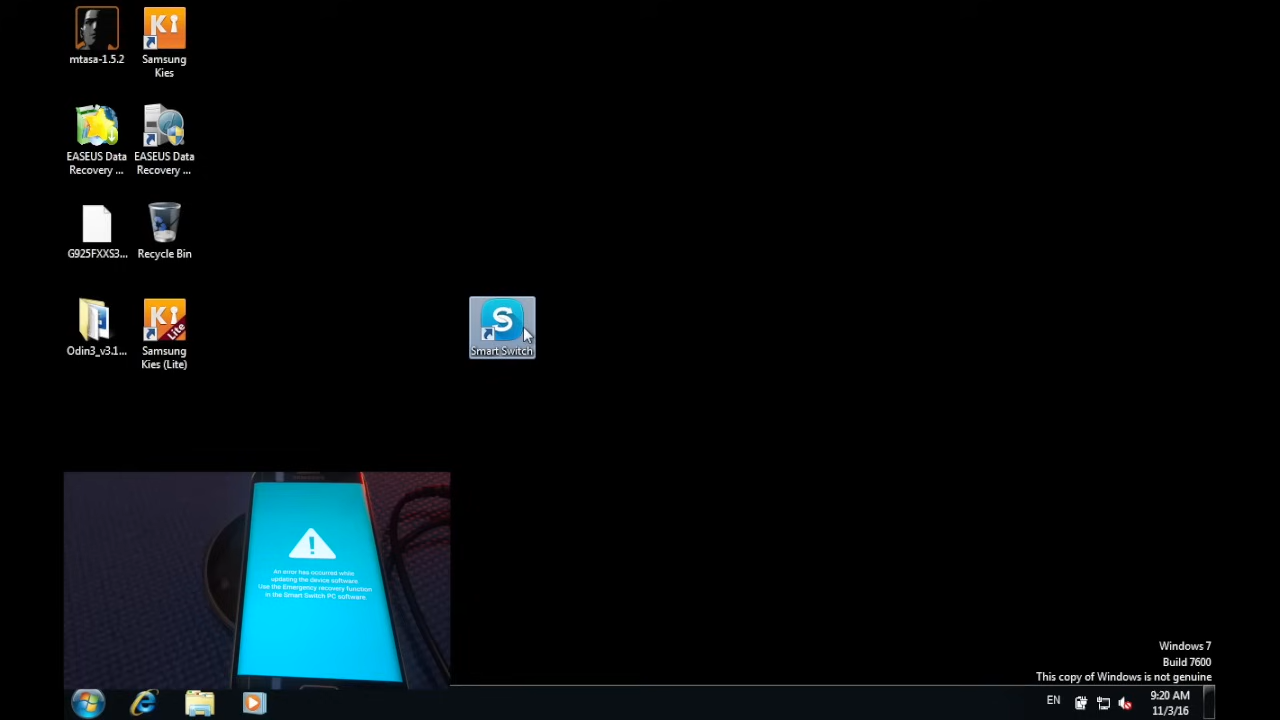 mtasa-1.5.2
Samsung
Kies
EASEUS Data
Recovery ...
EASEUS Data
Recovery ...
G925FXXS3...
Recycle Bin
Odin3_v3.1...
Samsung
Kies (Lite)
Lite
S
Smart Switch
An error has occurred while
updating the device software.
Use the Emergency recovery function
in the Smart Switch PC software.
Windows 7
Build 7600
This copy of Windows is not genuine
EN
9:20 AM
11/3/16